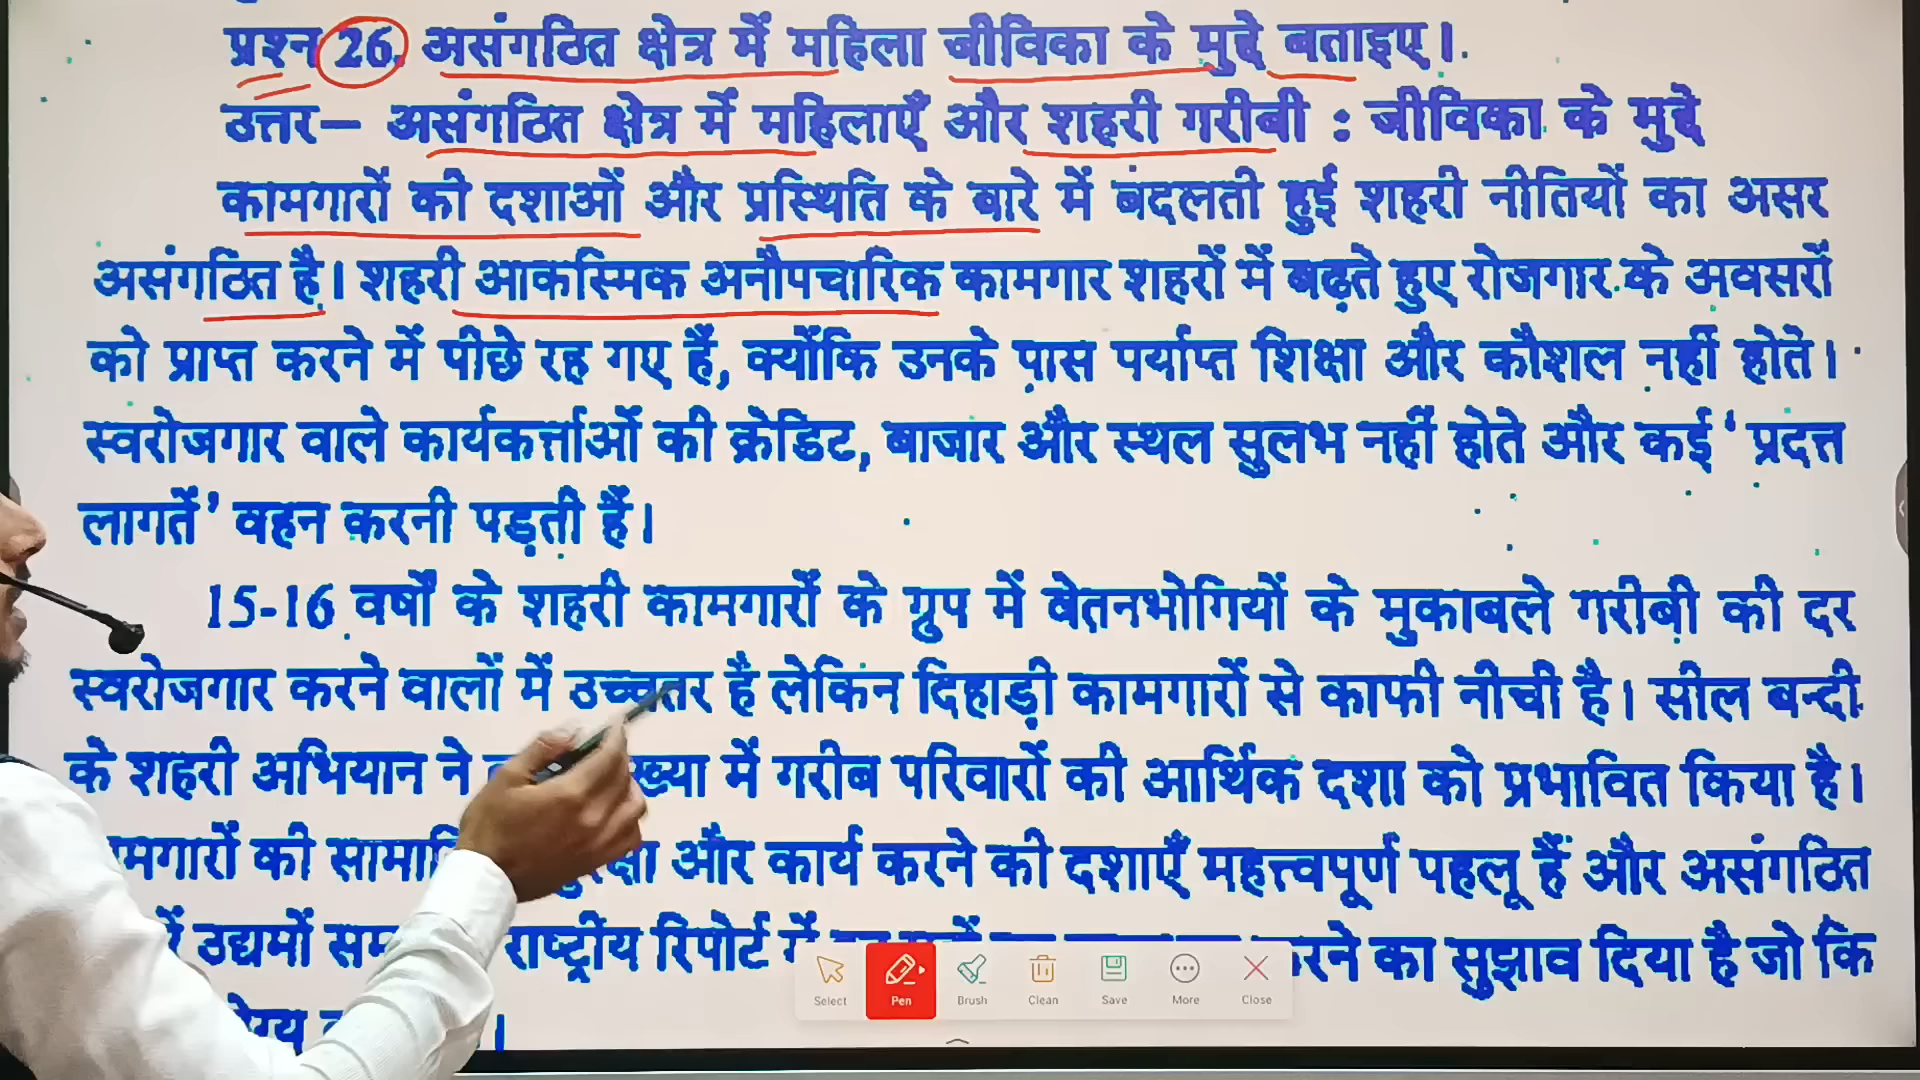 प्रश्न 26. असंगठित क्षेत्र में महिला जीविका के मुद्दे बताइए।
उत्तर– असंगठित क्षेत्र में महिलाएँ और शहरी गरीबी : जीविका के मुद्दे
कामगारों की दशाओं और प्रस्थिति के बारे में बदलती हुई शहरी नीतियों का असर
असंगठित है। शहरी आकस्मिक अनौपचारिक कामगार शहरों में बढ़ते हुए रोजगार के अवसरों
को प्राप्त करने में पीछे रह गए हैं, क्योंकि उनके पास पर्याप्त शिक्षा और कौशल नहीं होते।
स्वरोजगार वाले कार्यकर्त्ताओं की क्रेडिट, बाजार और स्थल सुलभ नहीं होते और कई ‘प्रदत्त
लागतें’ वहन करनी पड़ती हैं।
15-16 वर्षों के शहरी कामगारों के ग्रुप में वेतनभोगियों के मुकाबले गरीबी की दर
स्वरोजगार करने वालों में उच्चतर है लेकिन दिहाड़ी कामगारों से काफी नीची है। सील बन्दी
के शहरी अभियान ने में गरीब परिवारों की आर्थिक दशा को प्रभावित किया है।
की और कार्य करने की दशाएँ महत्त्वपूर्ण पहलू हैं और असंगठित
उद्यमों राष्ट्रीय रिपोर्ट करने का सुझाव दिया है जो कि
Select Pen Brush Clean Save More Close